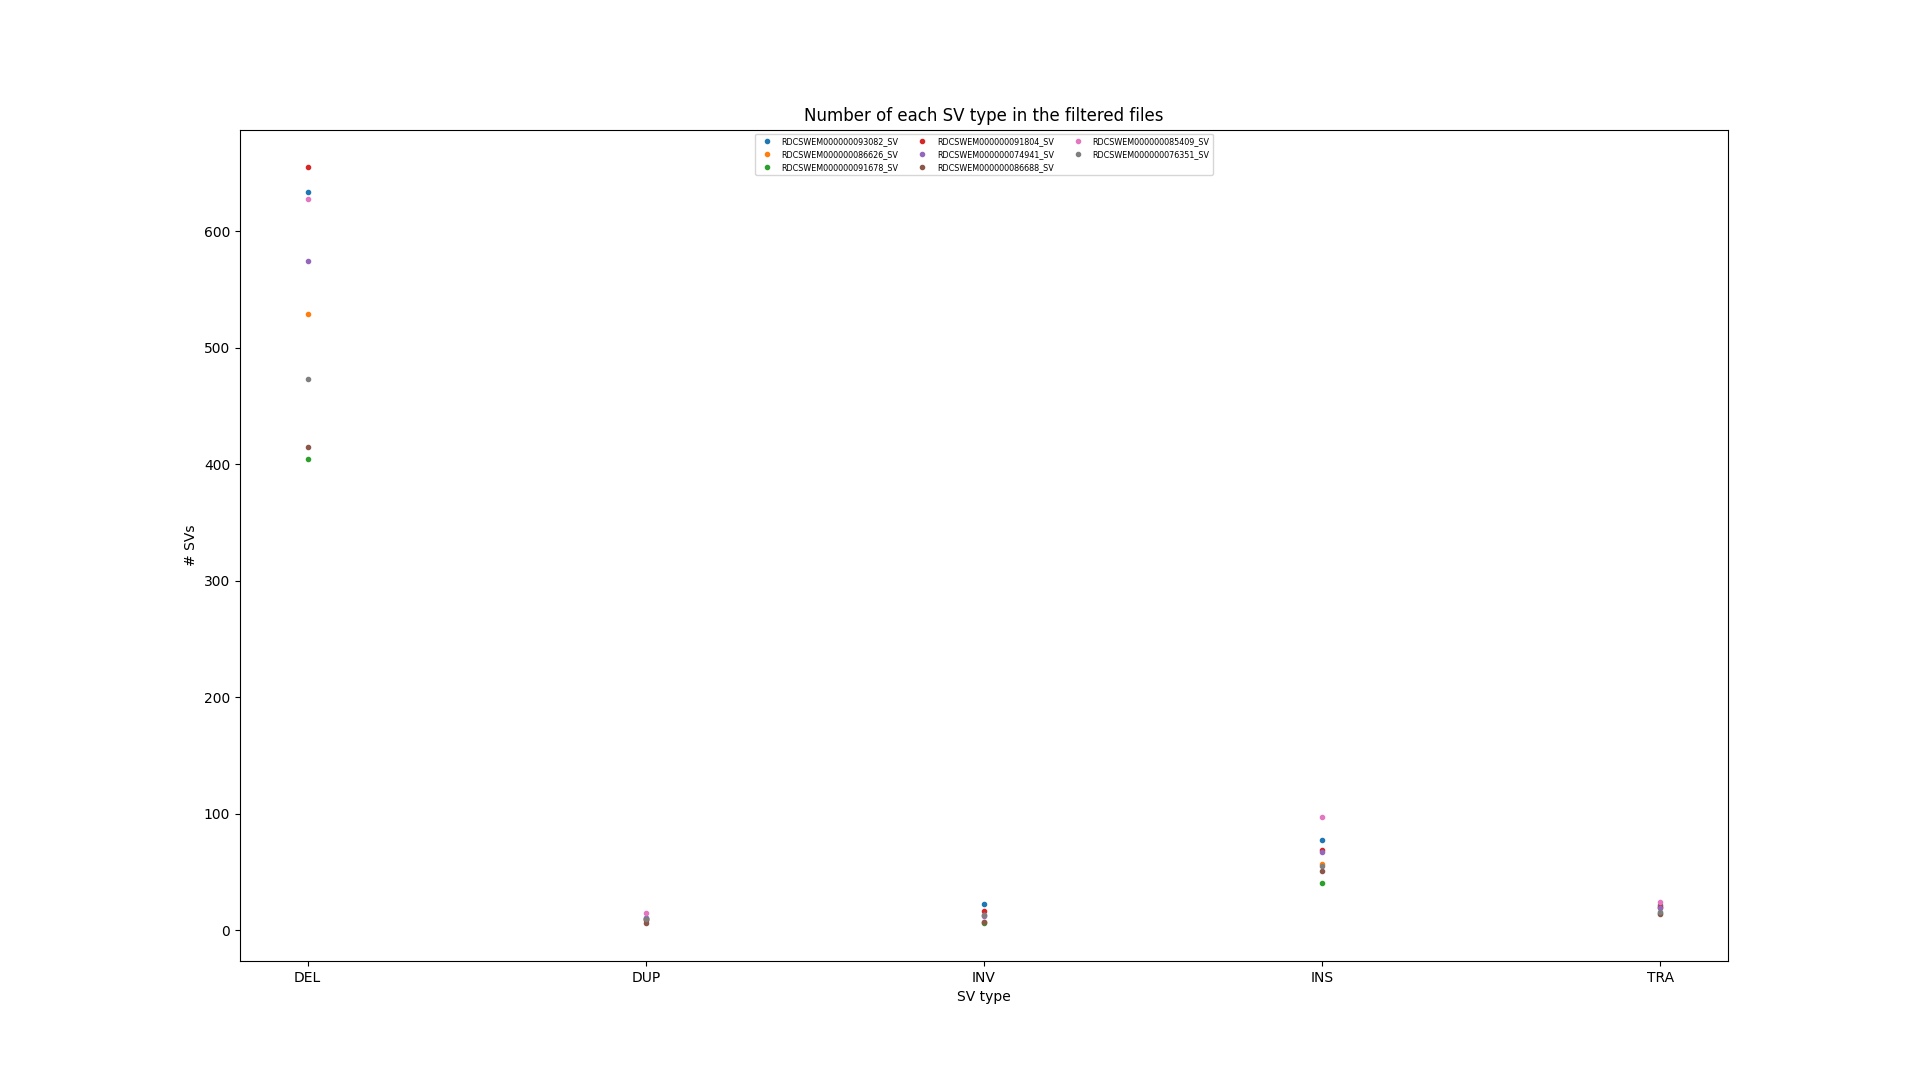 Number of each SV type in the filtered files
RDCSWEM000000093082_SV
RDCSWEM000000086626_SV
RDCSWEM000000091678_SV
RDCSWEM000000091804_SV
RDCSWEM000000074941_SV
RDCSWEM000000086688_SV
RDCSWEM000000085409_SV
RDCSWEM000000076351_SV
# SVs
600
500
400
300
200
100
0
DEL
DUP
INV
INS
TRA
SV type